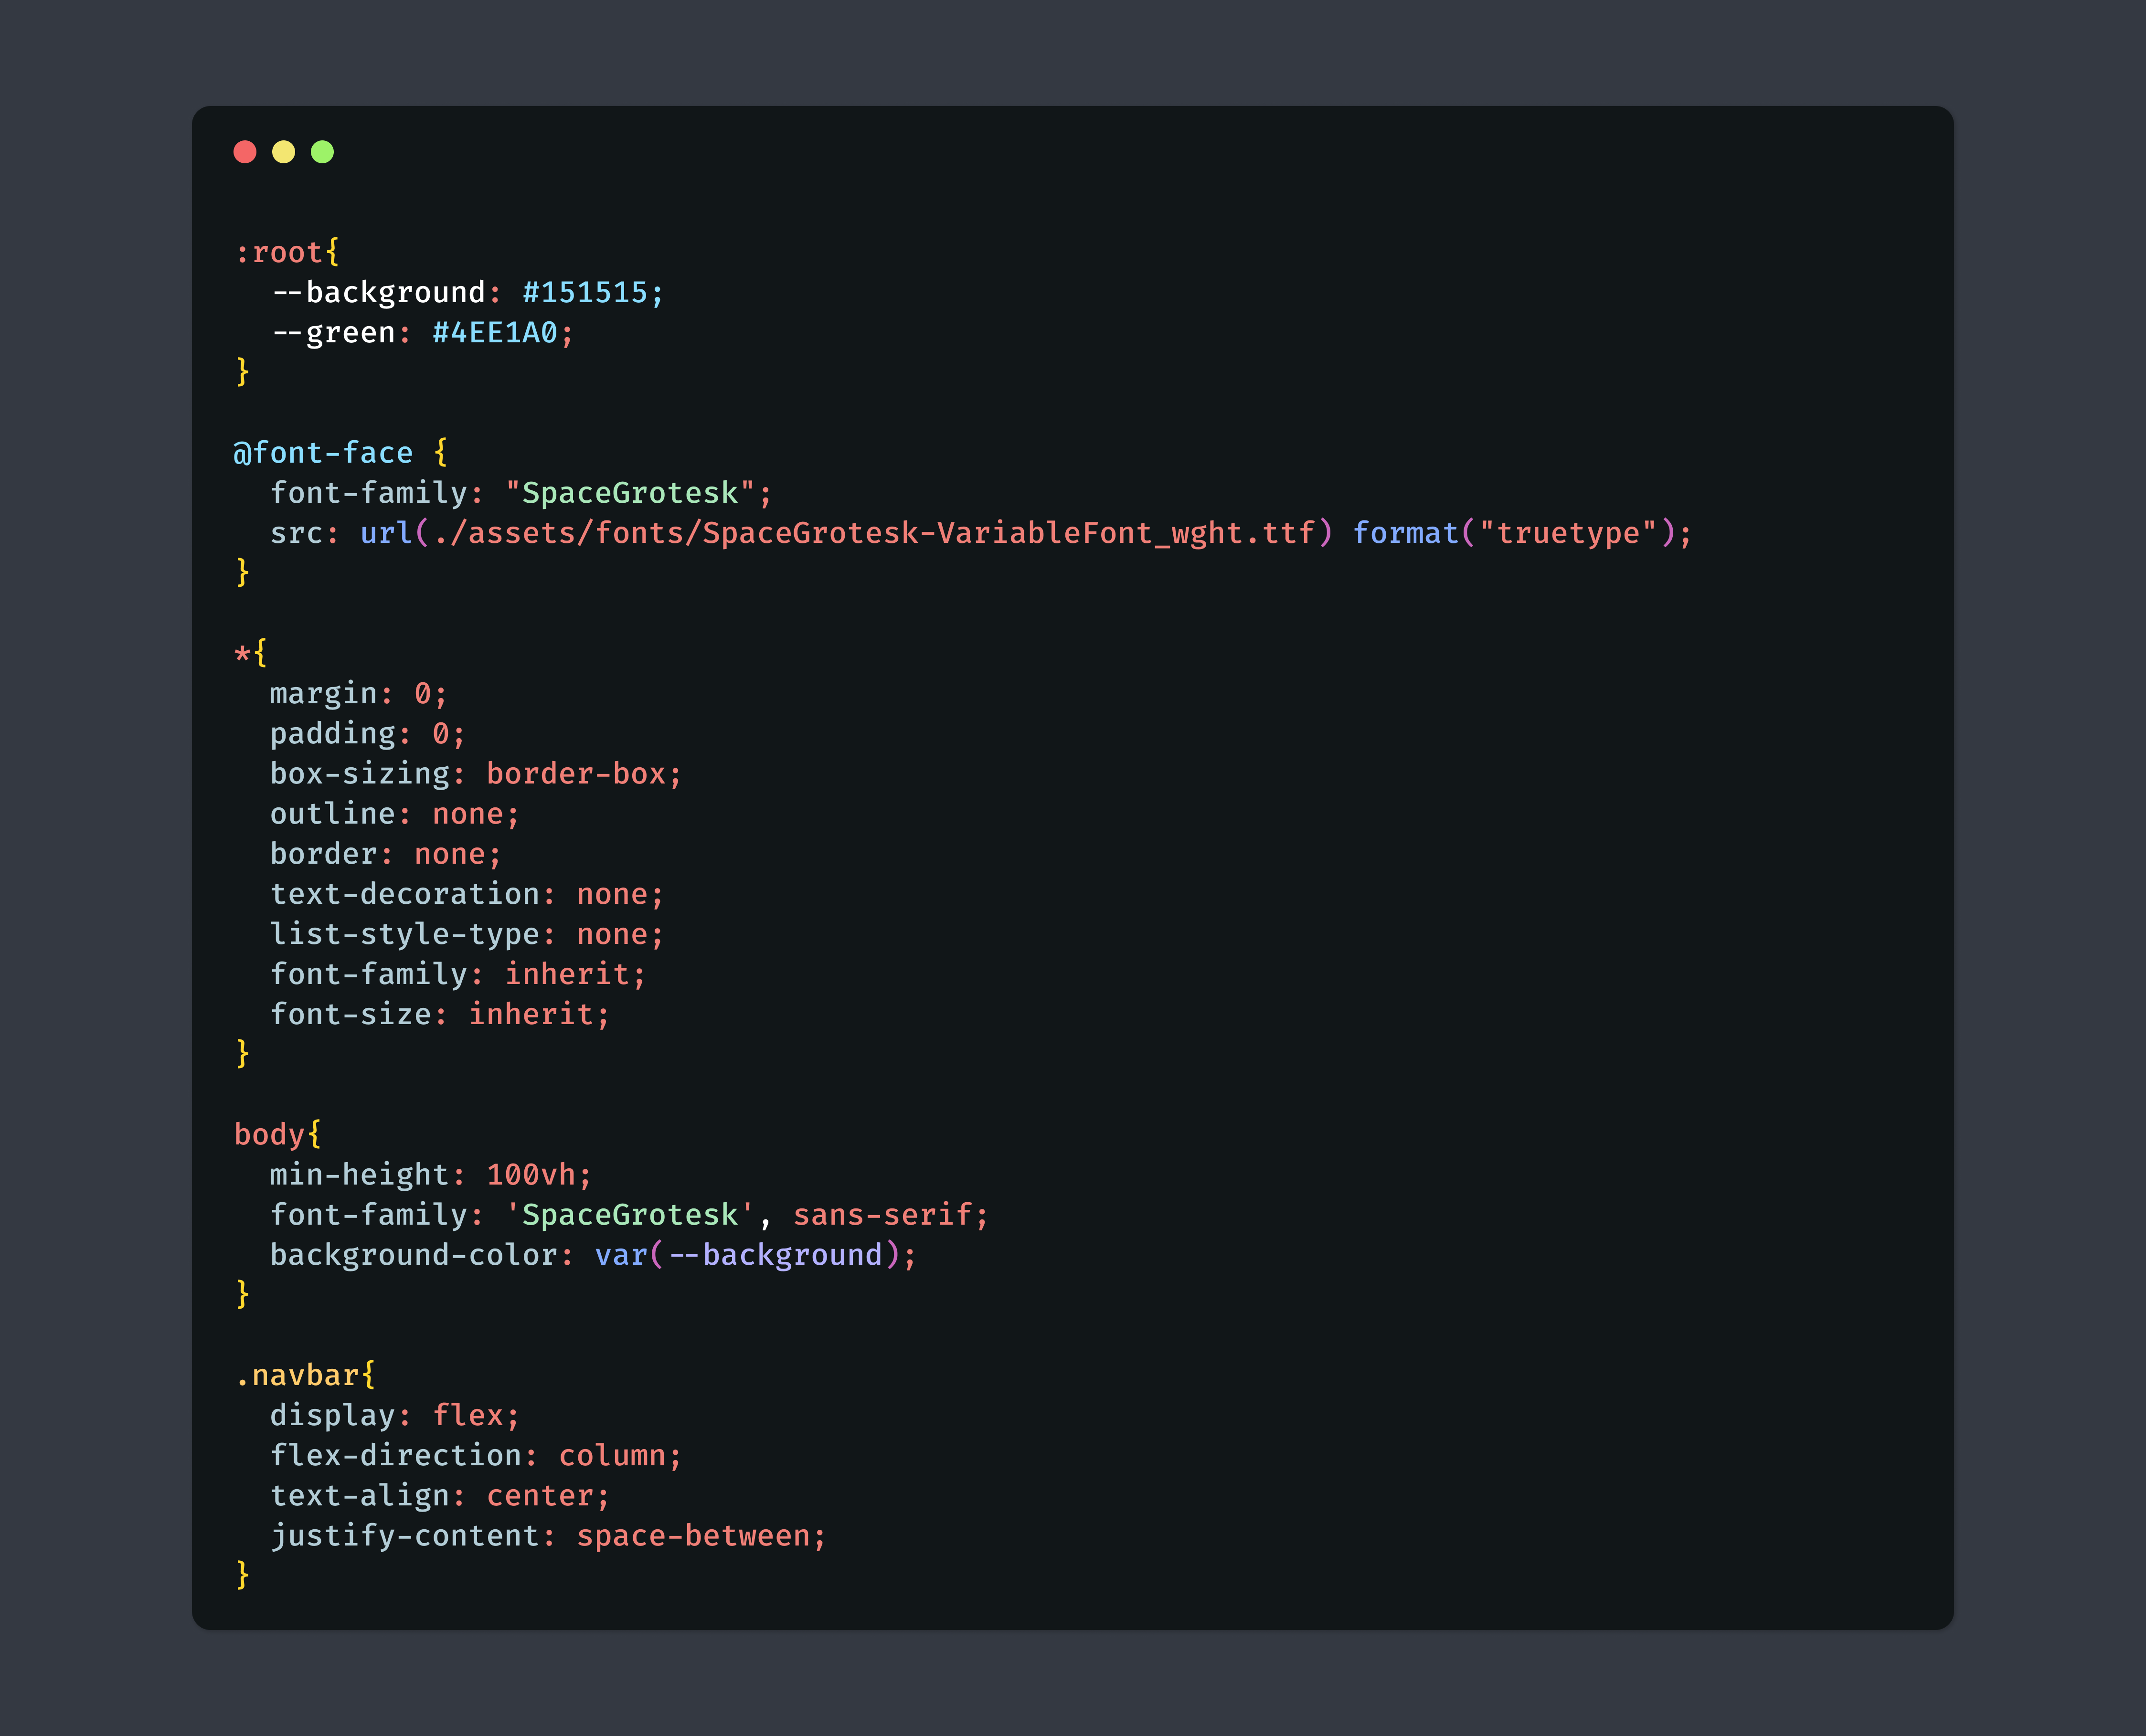 :root{
  --background: #151515;
  --green: #4EE1A0;
}

@font-face {
  font-family: "SpaceGrotesk";
  src: url(./assets/fonts/SpaceGrotesk-VariableFont_wght.ttf) format("truetype");
}

*{
  margin: 0;
  padding: 0;
  box-sizing: border-box;
  outline: none;
  border: none;
  text-decoration: none;
  list-style-type: none;
  font-family: inherit;
  font-size: inherit;
}

body{
  min-height: 100vh;
  font-family: 'SpaceGrotesk', sans-serif;
  background-color: var(--background);
}

.navbar{
  display: flex;
  flex-direction: column;
  text-align: center;
  justify-content: space-between;
}